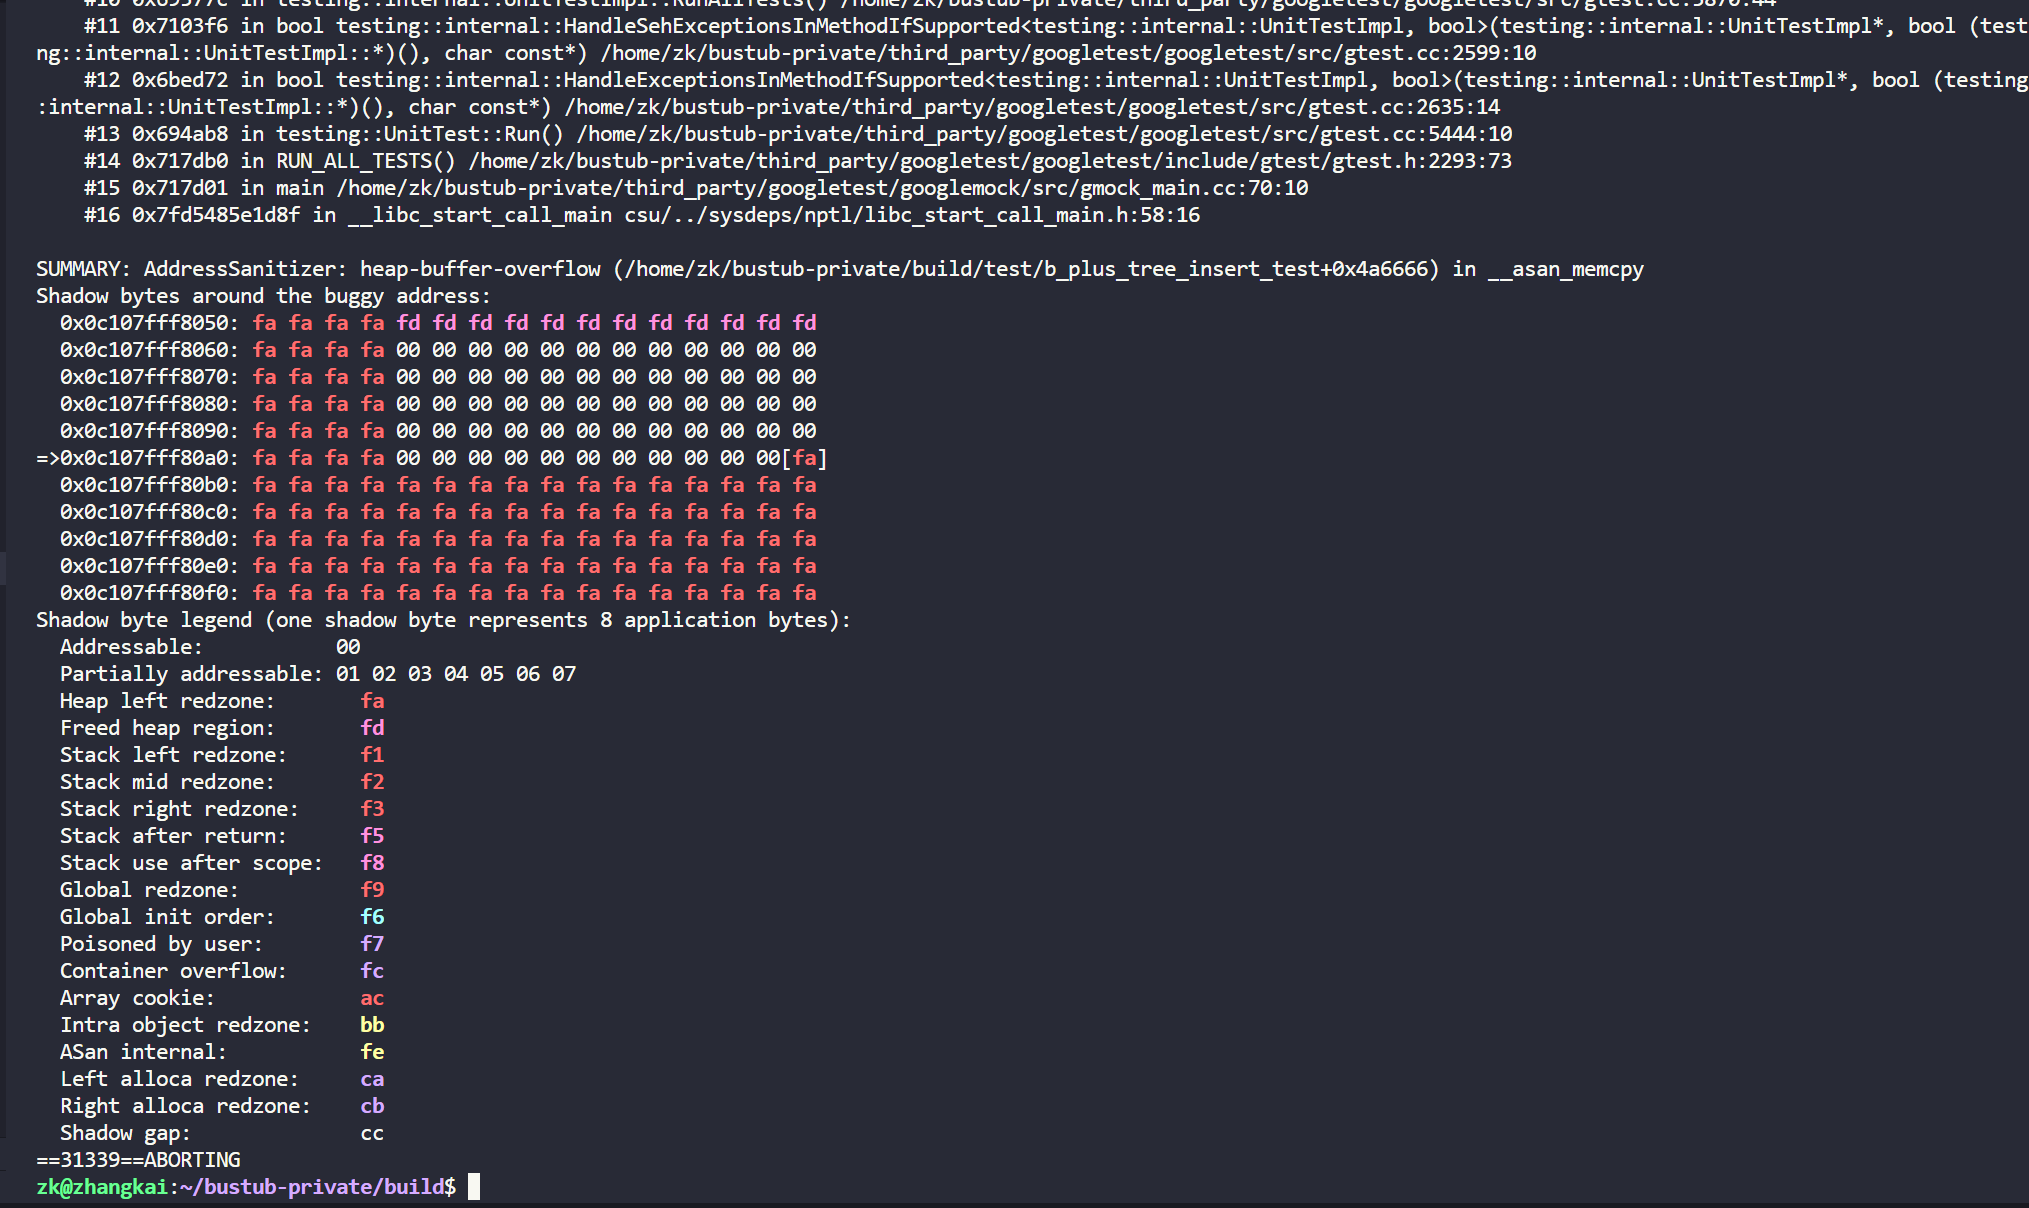 #10 0x69577c in testing::internal::UnitTestImpl::RunAllTests() /home/zk/bustub-private/third_party/googletest/googletest/src/gtest.cc:5870:44
#11 0x7103f6 in bool testing::internal::HandleSehExceptionsInMethodIfSupported<testing::internal::UnitTestImpl, bool>(testing::internal::UnitTestImpl*, bool (test
ng::internal::UnitTestImpl::*)(), char const*) /home/zk/bustub-private/third_party/googletest/googletest/src/gtest.cc:2599:10
#12 0x6bed72 in bool testing::internal::HandleExceptionsInMethodIfSupported<testing::internal::UnitTestImpl, bool>(testing::internal::UnitTestImpl*, bool (testing
:internal::UnitTestImpl::*)(), char const*) /home/zk/bustub-private/third_party/googletest/googletest/src/gtest.cc:2635:14
#13 0x694ab8 in testing::UnitTest::Run() /home/zk/bustub-private/third_party/googletest/googletest/src/gtest.cc:5444:10
#14 0x717db0 in RUN_ALL_TESTS() /home/zk/bustub-private/third_party/googletest/googletest/include/gtest/gtest.h:2293:73
#15 0x717d01 in main /home/zk/bustub-private/third_party/googletest/googlemock/src/gmock_main.cc:70:10
#16 0x7fd5485e1d8f in __libc_start_call_main csu/../sysdeps/nptl/libc_start_call_main.h:58:16
SUMMARY: AddressSanitizer: heap-buffer-overflow (/home/zk/bustub-private/build/test/b_plus_tree_insert_test+0x4a6666) in __asan_memcpy
Shadow bytes around the buggy address:
0x0c107fff8050: fa fa fa fa fd fd fd fd fd fd fd fd fd fd fd fd
0x0c107fff8060: fa fa fa fa 00 00 00 00 00 00 00 00 00 00 00 00
0x0c107fff8070: fa fa fa fa 00 00 00 00 00 00 00 00 00 00 00 00
0x0c107fff8080: fa fa fa fa 00 00 00 00 00 00 00 00 00 00 00 00
0x0c107fff8090: fa fa fa fa 00 00 00 00 00 00 00 00 00 00 00 00
=>0x0c107fff80a0: fa fa fa fa 00 00 00 00 00 00 00 00 00 00 00[fa]
0x0c107fff80b0: fa fa fa fa fa fa fa fa fa fa fa fa fa fa fa fa
0x0c107fff80c0: fa fa fa fa fa fa fa fa fa fa fa fa fa fa fa fa
0x0c107fff80d0: fa fa fa fa fa fa fa fa fa fa fa fa fa fa fa fa
0x0c107fff80e0: fa fa fa fa fa fa fa fa fa fa fa fa fa fa fa fa
0x0c107fff80f0: fa fa fa fa fa fa fa fa fa fa fa fa fa fa fa fa
Shadow byte legend (one shadow byte represents 8 application bytes):
Addressable: 00
Partially addressable: 01 02 03 04 05 06 07
Heap left redzone: fa
Freed heap region: fd
Stack left redzone: f1
Stack mid redzone: f2
Stack right redzone: f3
Stack after return: f5
Stack use after scope: f8
Global redzone: f9
Global init order: f6
Poisoned by user: f7
Container overflow: fc
Array cookie: ac
Intra object redzone: bb
ASan internal: fe
Left alloca redzone: ca
Right alloca redzone: cb
Shadow gap: cc
==31339==ABORTING
zk@zhangkai:~/bustub-private/build$